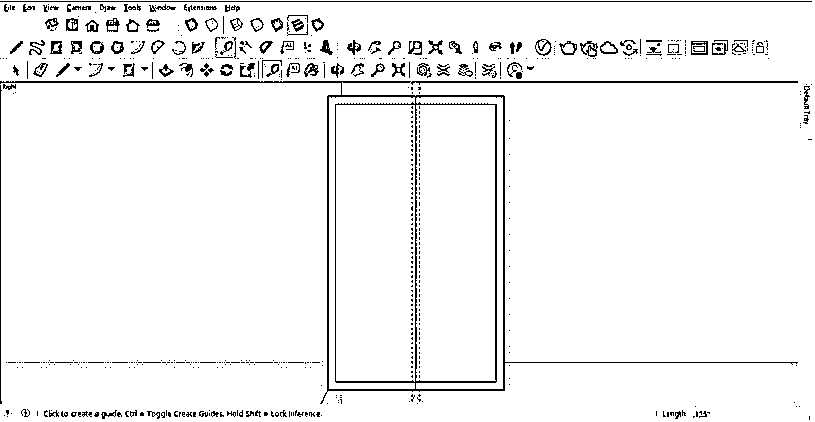 File Edit View Camera Draw Tools Window Extensions Help
Right
Default Tray
Click to create a guide. Ctrl = Toggle Create Guides. Hold Shift = Lock Inference.
Length